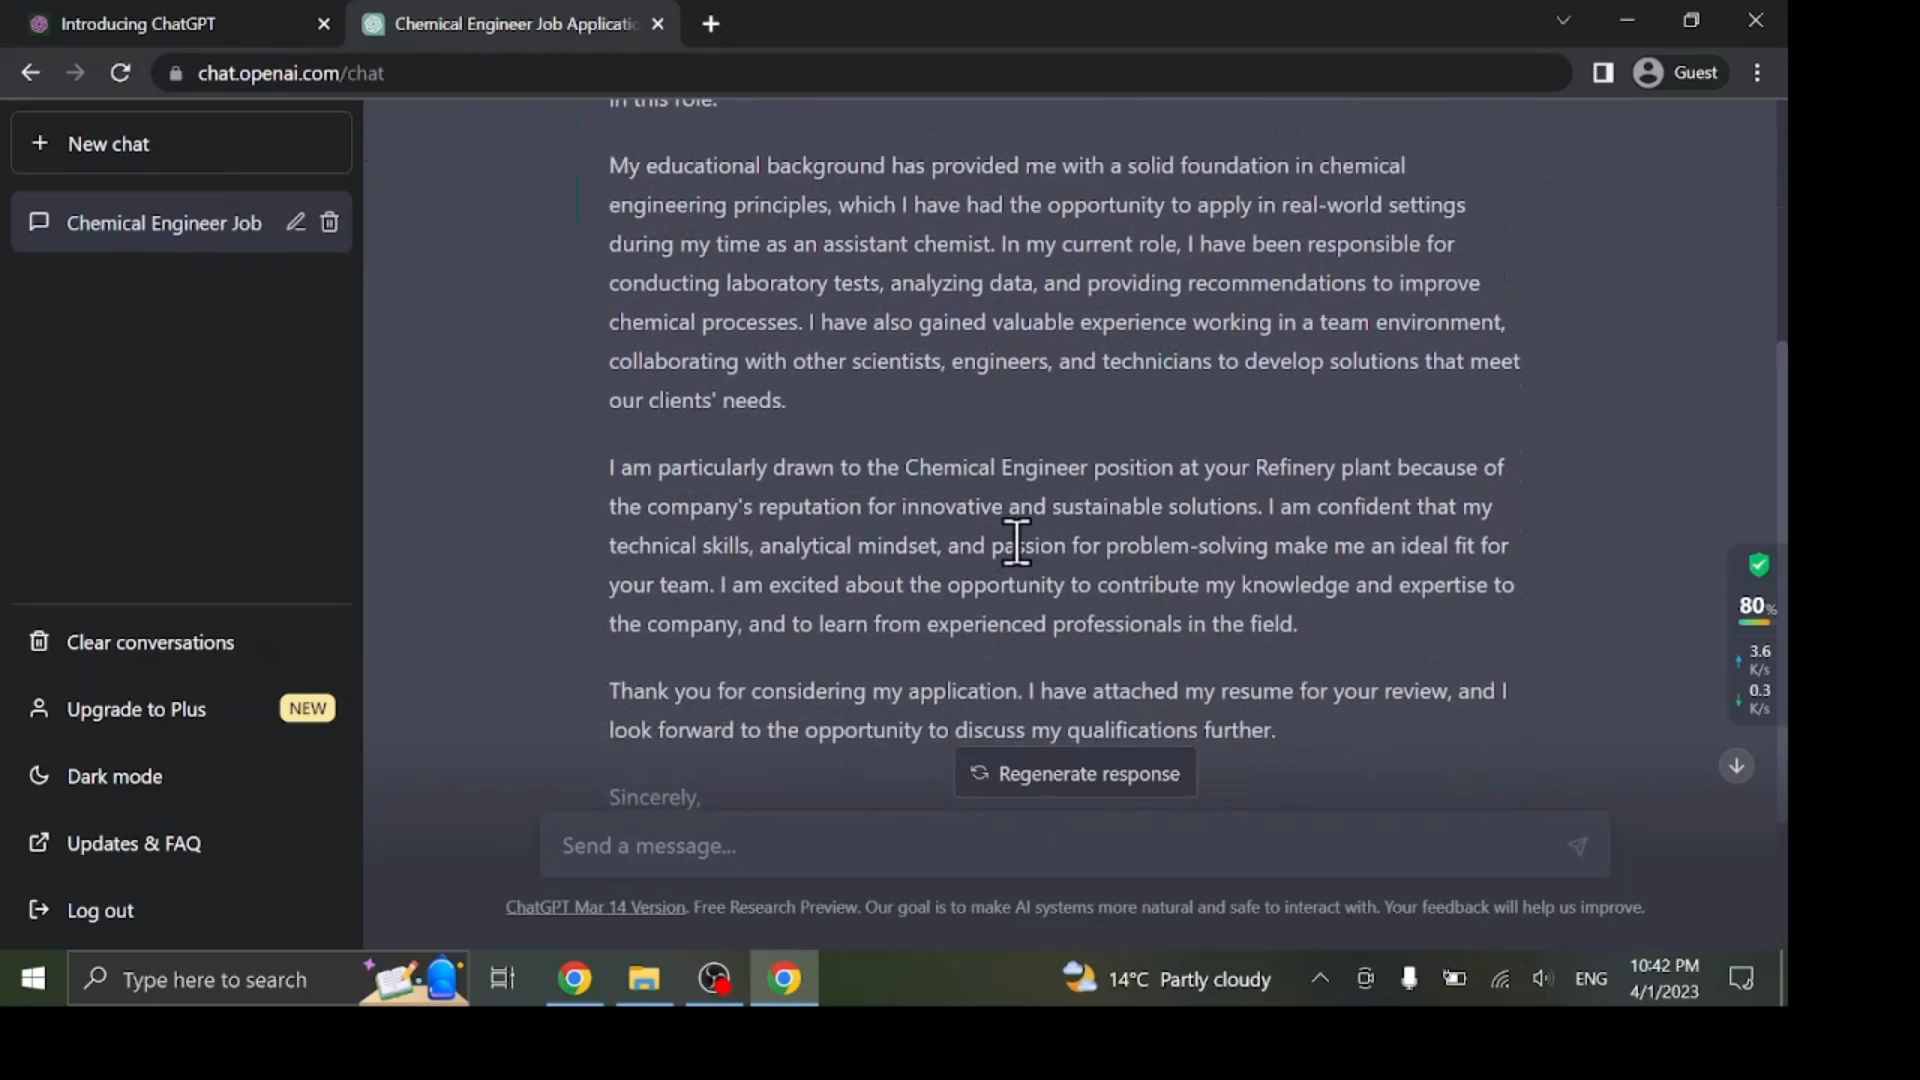 Introducing ChatGPT
Chemical Engineer Job Applicatio
chat.openai.com/chat
Guest
New chat
Chemical Engineer Job
in this role.
My educational background has provided me with a solid foundation in chemical
engineering principles, which I have had the opportunity to apply in real-world settings
during my time as an assistant chemist. In my current role, I have been responsible for
conducting laboratory tests, analyzing data, and providing recommendations to improve
chemical processes. I have also gained valuable experience working in a team environment,
collaborating with other scientists, engineers, and technicians to develop solutions that meet
our clients' needs.
I am particularly drawn to the Chemical Engineer position at your Refinery plant because of
the company's reputation for innovative and sustainable solutions. I am confident that my
technical skills, analytical mindset, and passion for problem-solving make me an ideal fit for
your team. I am excited about the opportunity to contribute my knowledge and expertise to
the company, and to learn from experienced professionals in the field.
Thank you for considering my application. I have attached my resume for your review, and I
look forward to the opportunity to discuss my qualifications further.
Sincerely,
Regenerate response
Send a message...
ChatGPT Mar 14 Version. Free Research Preview. Our goal is to make AI systems more natural and safe to interact with. Your feedback will help us improve.
Clear conversations
Upgrade to Plus
NEW
Dark mode
Updates & FAQ
Log out
80%
3.6
K/s
0.3
K/s
Type here to search
14°C Partly cloudy
ENG
10:42 PM
4/1/2023